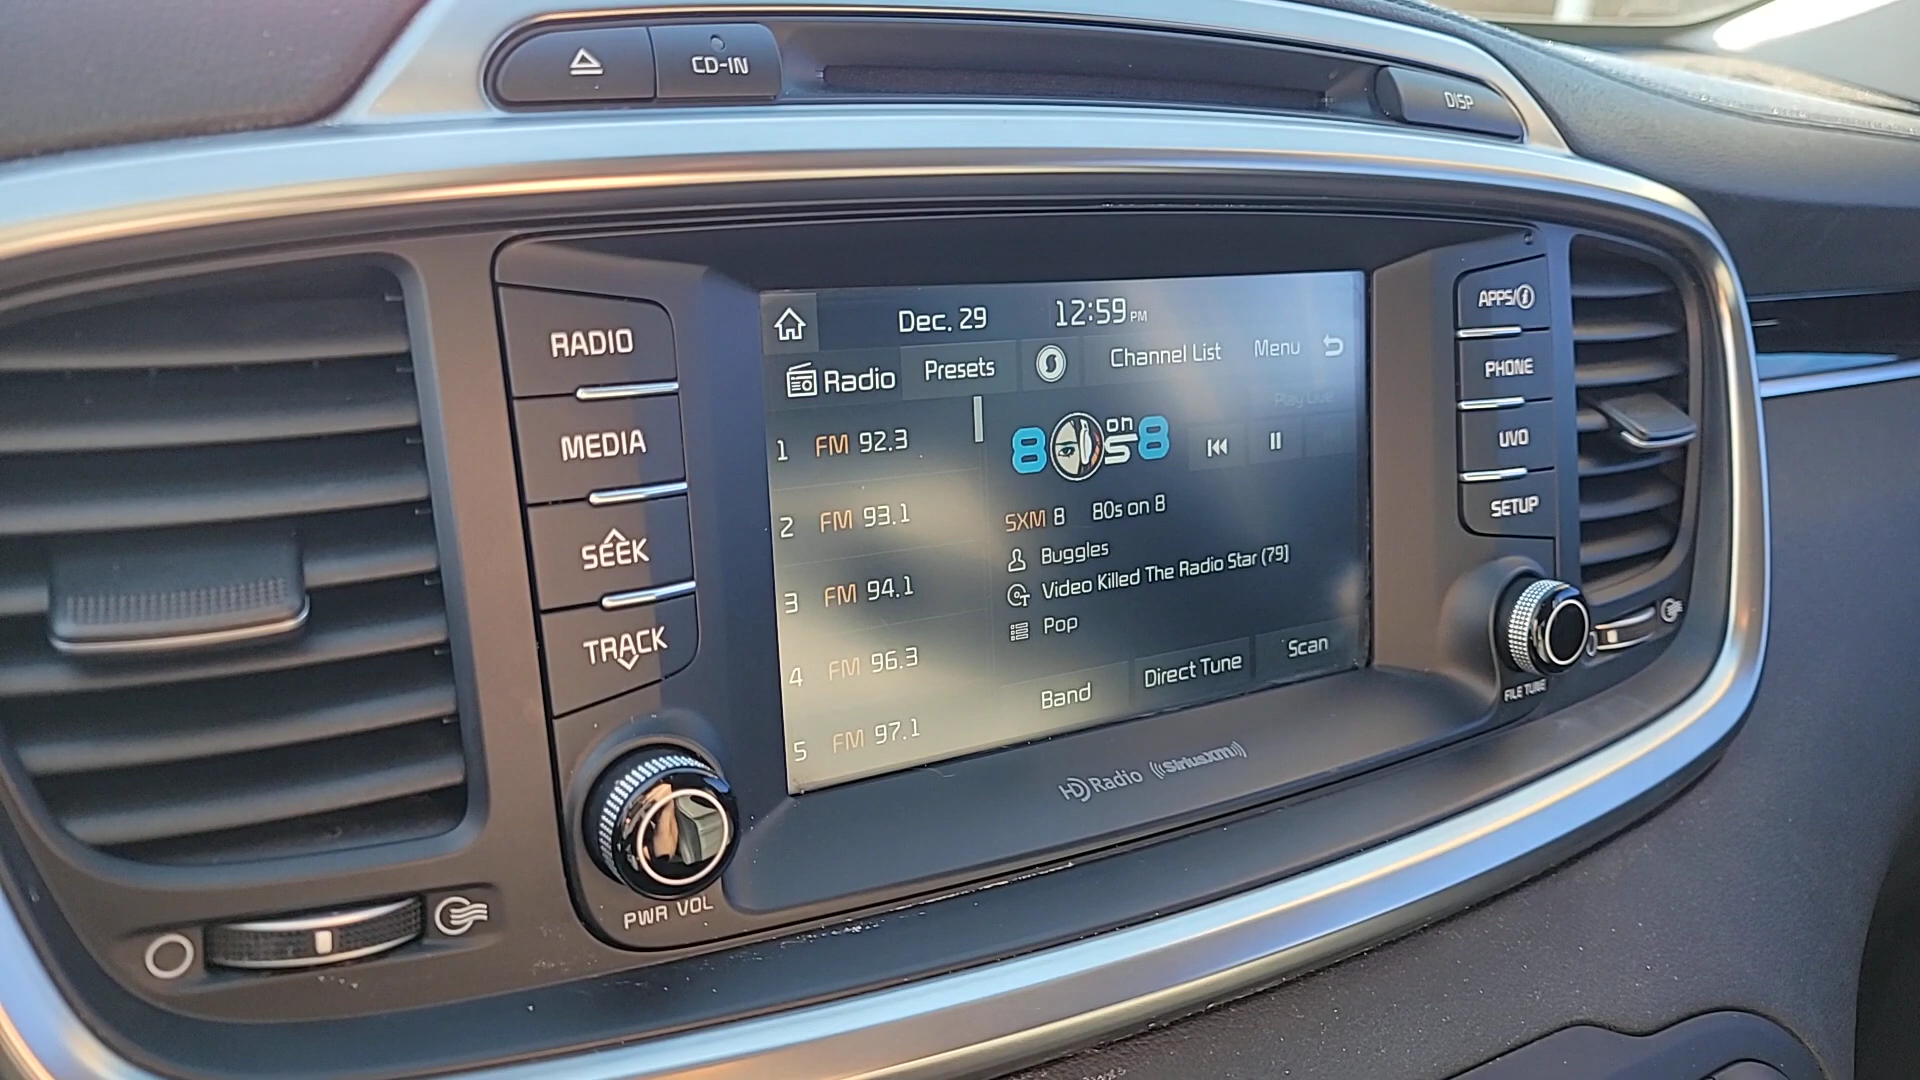 CD-IN
DISP
RADIO
MEDIA
SEEK
TRACK
PWR VOL
Dec. 29 12:59 PM
Radio Presets Channel List Menu
Play Live
1 FM 92.3
2 FM 93.1
3 FM 94.1
4 FM 96.3
5 FM 97.1
80s on 8
SXM 8 80s on 8
Buggles
Video Killed The Radio Star (79)
Pop
Band Direct Tune Scan
HD Radio SiriusXM
APPS/i
PHONE
UVO
SETUP
FILE TUNE